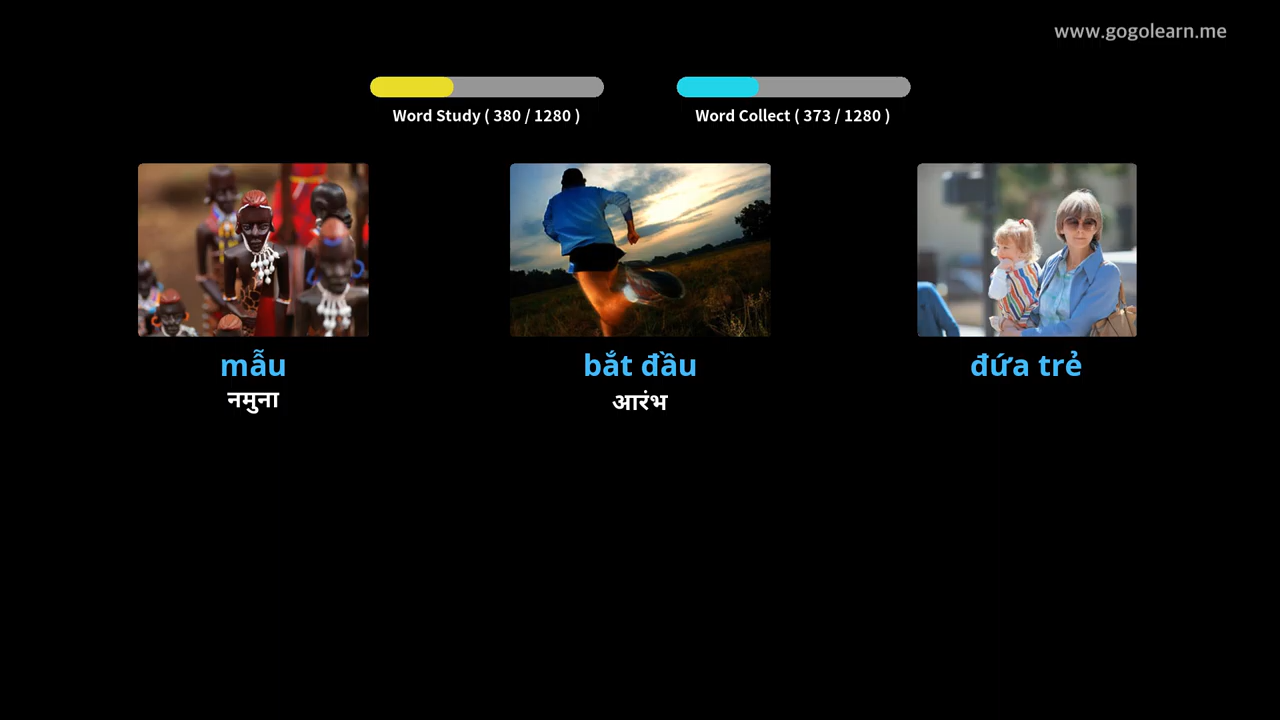 www.gogolearn.me
Word Study ( 380 / 1280 )
Word Collect ( 373 / 1280 )
mẫu
नमुना
bắt đầu
आरंभ
đứa trẻ